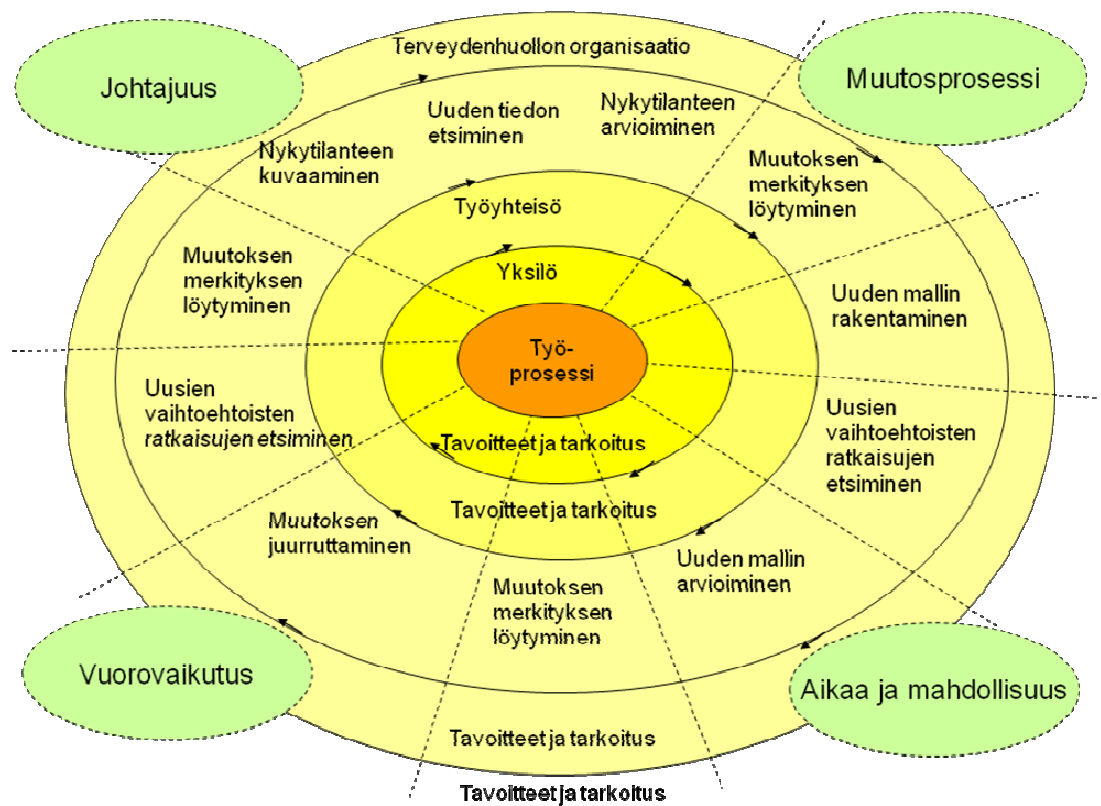 Terveydenhuollon organisaatio
Johtajuus
Muutosprosessi
Uuden tiedon
etsiminen
Nykytilanteen
arvioiminen
Nykytilanteen
kuvaaminen
Muutoksen
merkityksen
löytyminen
Työyhteisö
Muutoksen
merkityksen
löytyminen
Yksilö
Uuden mallin
rakentaminen
Työ-
prosessi
Uusien
vaihtoehtoisten
ratkaisujen etsiminen
Uusien
vaihtoehtoisten
ratkaisujen
etsiminen
Tavoitteet ja tarkoitus
Tavoitteet ja tarkoitus
Muutoksen
juurruttaminen
Uuden mallin
arvioiminen
Muutoksen
merkityksen
löytyminen
Vuorovaikutus
Aikaa ja mahdollisuus
Tavoitteet ja tarkoitus
Tavoitteet ja tarkoitus